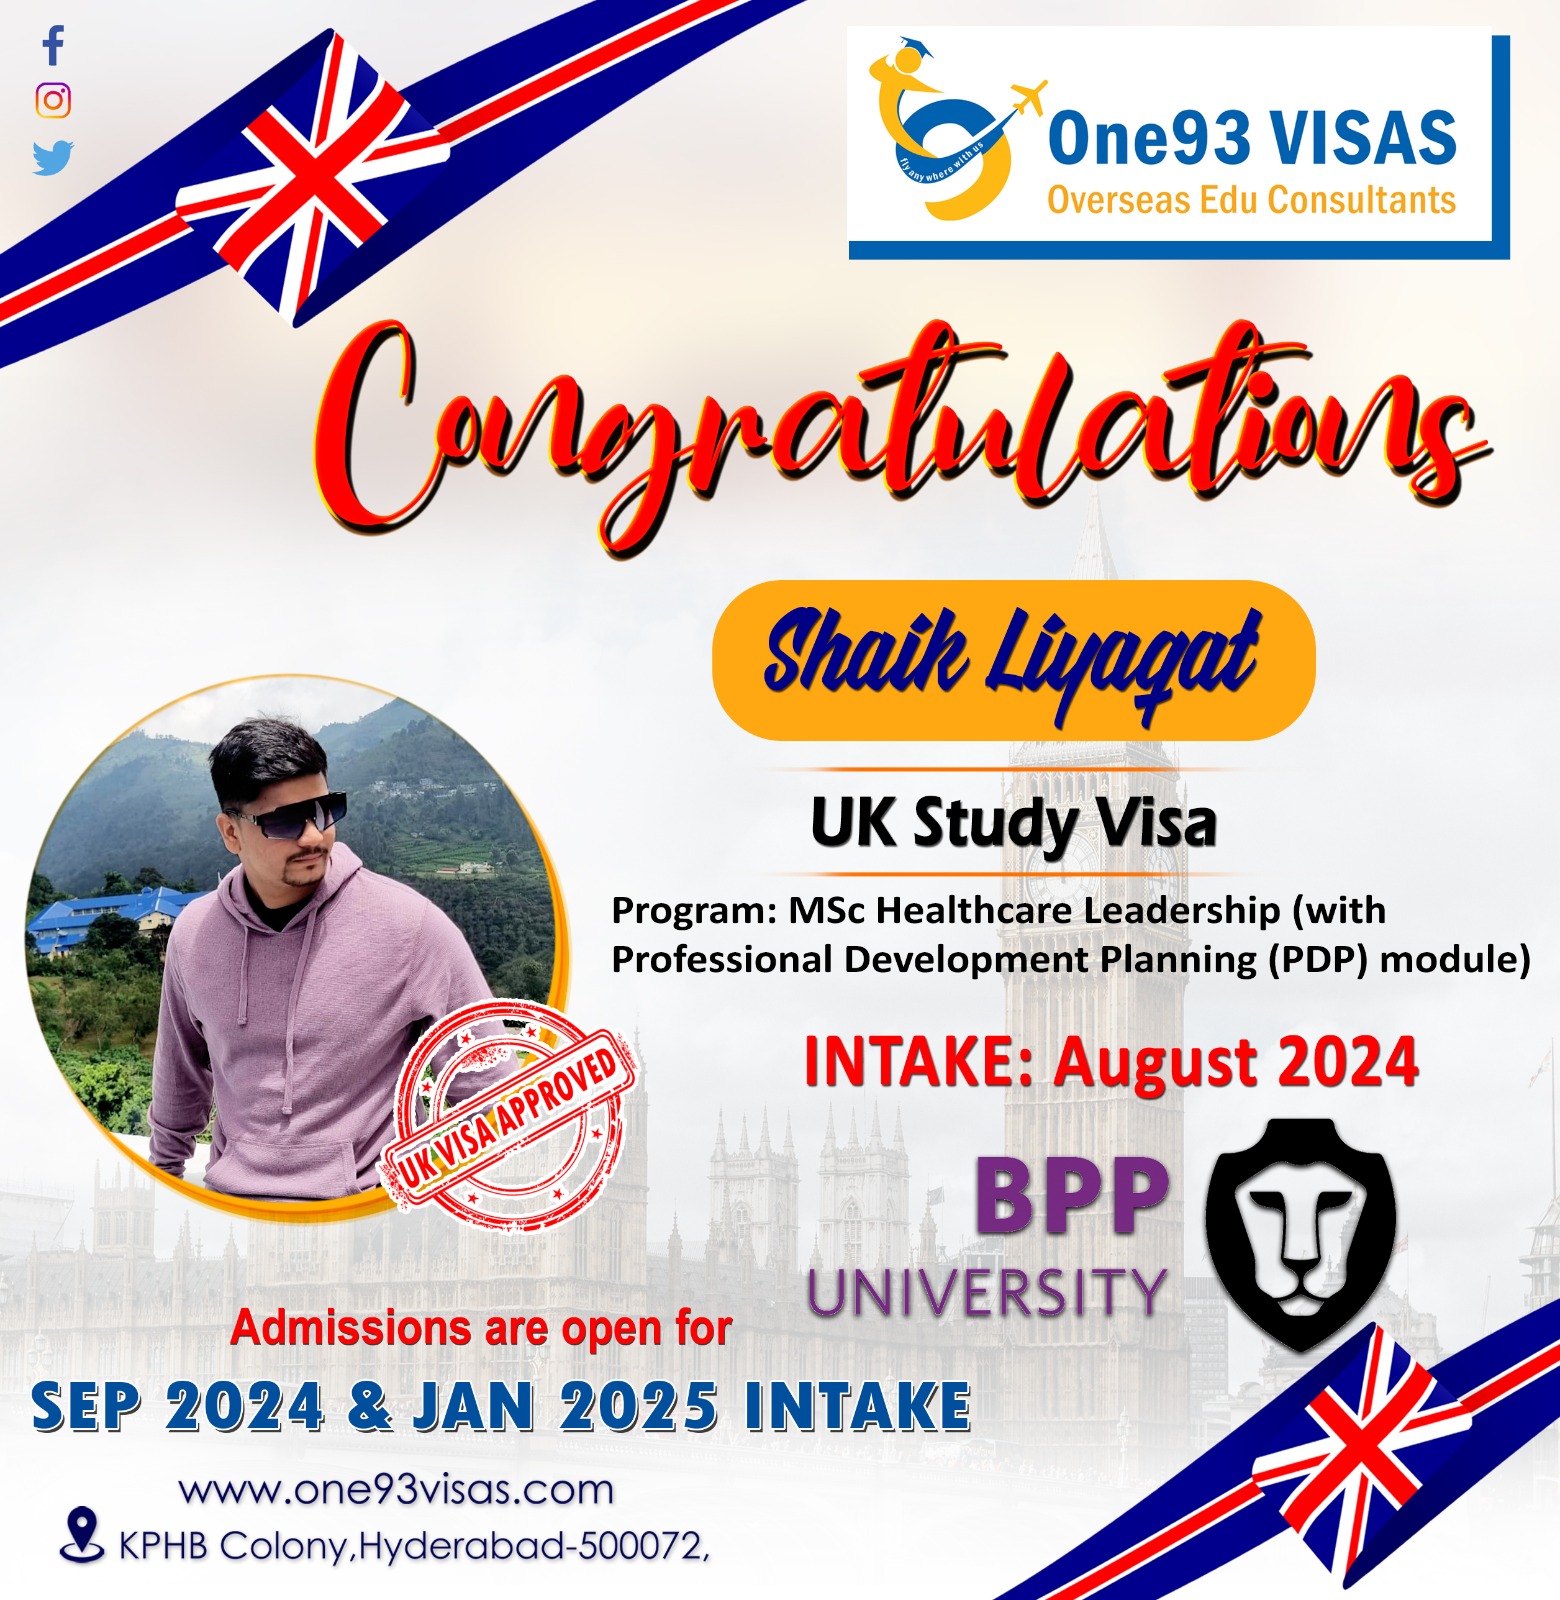 One93 VISAS
Overseas Edu Consultants
fly any where with us
Congratulations
Shaik Liyaqat
UK Study Visa
Program: MSc Healthcare Leadership (with
Professional Development Planning (PDP) module)
INTAKE: August 2024
UK VISA APPROVED
BPP
UNIVERSITY
Admissions are open for
SEP 2024 & JAN 2025 INTAKE
www.one93visas.com
KPHB Colony,Hyderabad-500072,